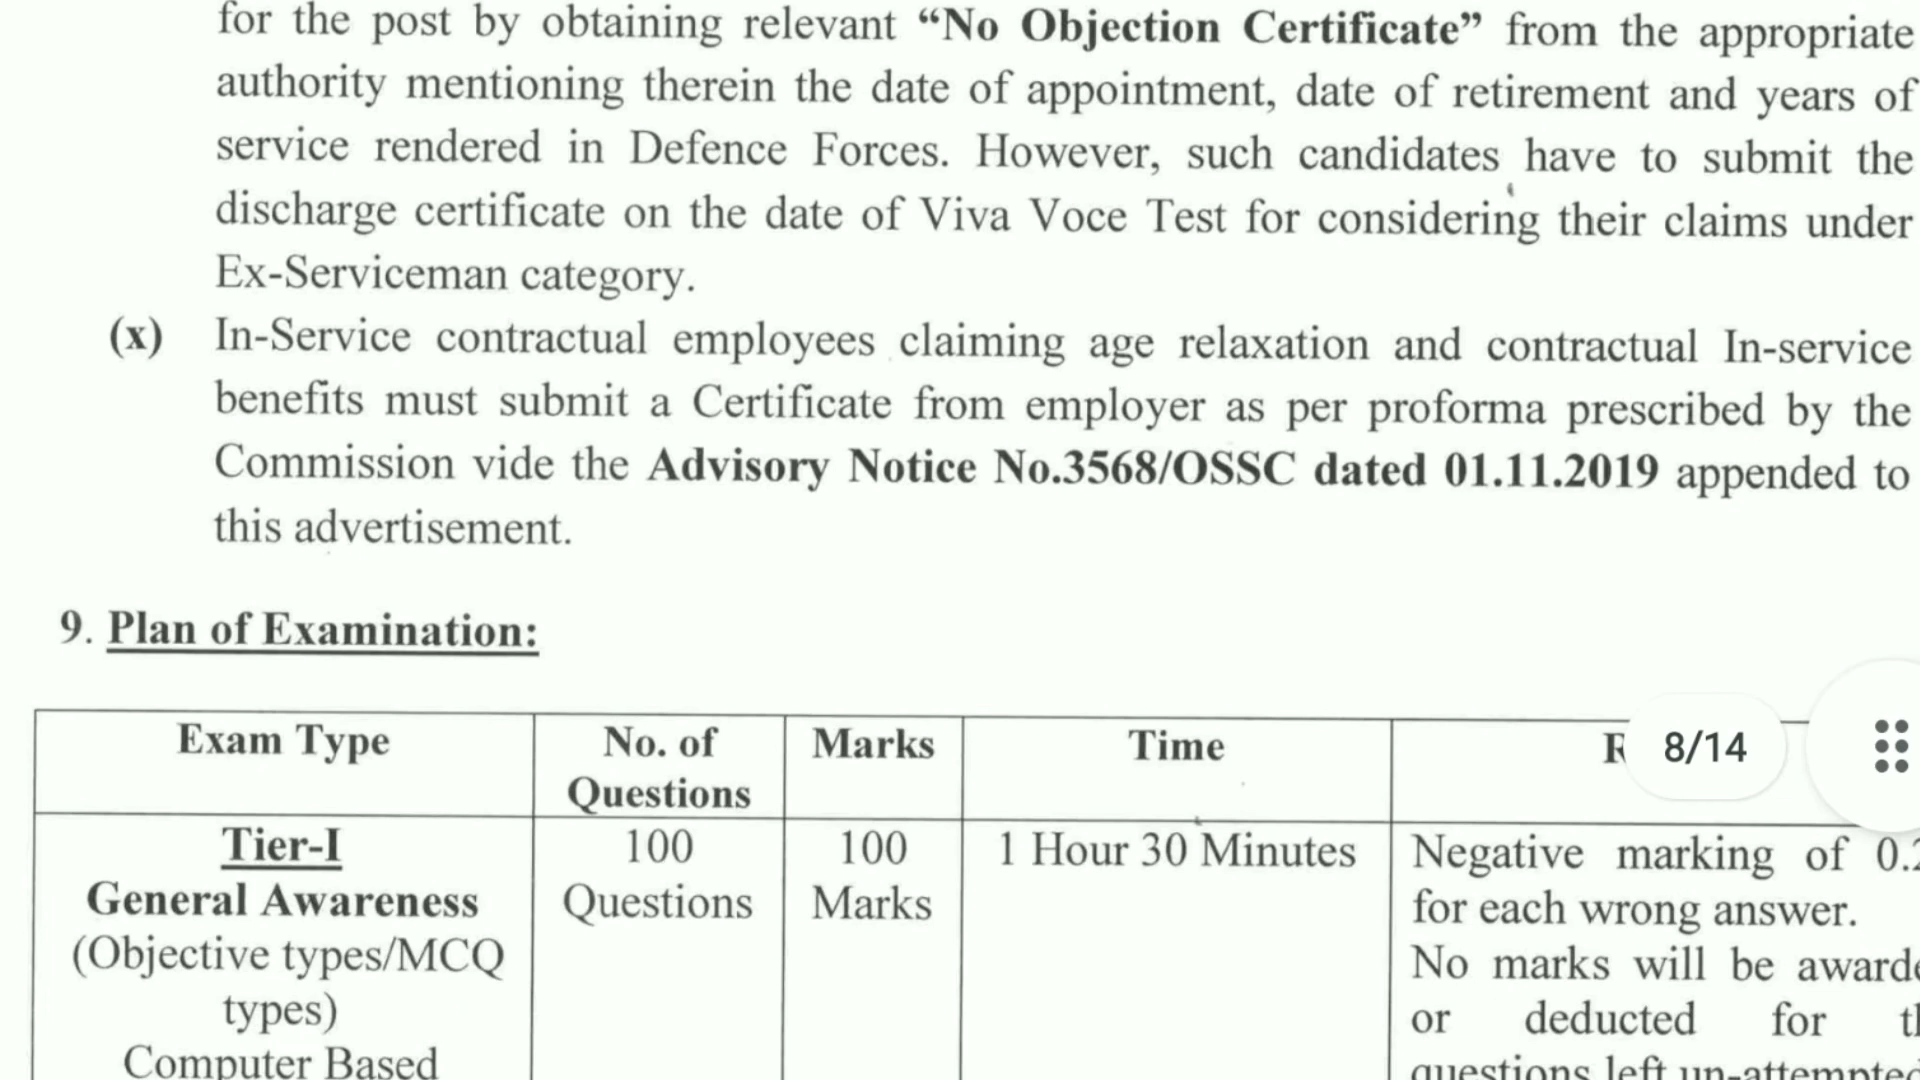 for the post by obtaining relevant “No Objection Certificate” from the appropriate
authority mentioning therein the date of appointment, date of retirement and years of
service rendered in Defence Forces. However, such candidates have to submit the
discharge certificate on the date of Viva Voce Test for considering their claims under
Ex-Serviceman category.
(x) In-Service contractual employees claiming age relaxation and contractual In-service
benefits must submit a Certificate from employer as per proforma prescribed by the
Commission vide the Advisory Notice No.3568/OSSC dated 01.11.2019 appended to
this advertisement.
9. Plan of Examination:
Exam Type No. of Questions Marks Time
8/14
Tier-I 100 100 1 Hour 30 Minutes Negative marking of
General Awareness Questions Marks for each wrong answer.
(Objective types/MCQ No marks will be
types) or deducted for
Computer Based questions left